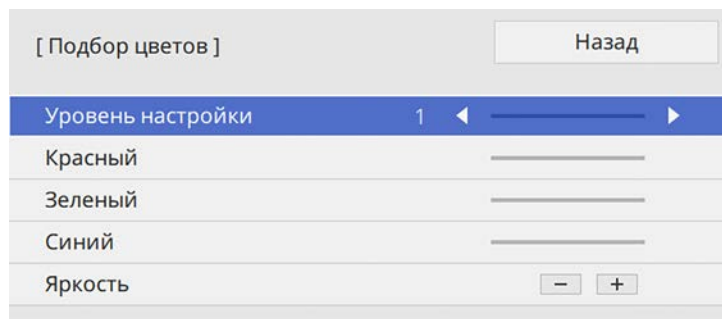 [ Подбор цветов ]
Назад
Уровень настройки 1
Красный
Зеленый
Синий
Яркость − +